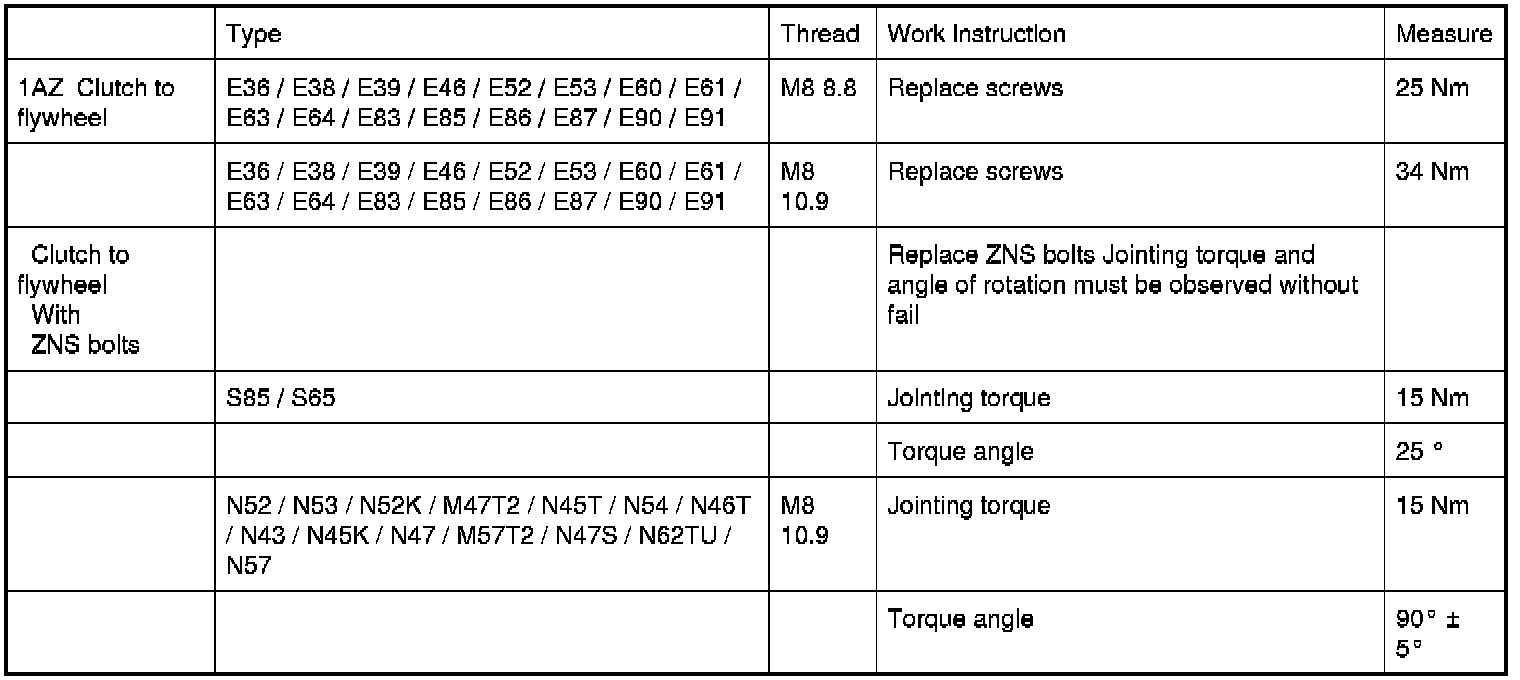 Type Thread Work Instruction Measure
1AZ Clutch to
flywheel
E36 / E38 / E39 / E46 / E52 / E53 / E60 / E61 /
E63 / E64 / E83 / E85 / E86 / E87 / E90 / E91
M8 8.8
Replace screws
25 Nm
E36 / E38 / E39 / E46 / E52 / E53 / E60 / E61 /
E63 / E64 / E83 / E85 / E86 / E87 / E90 / E91
M8
10.9
Replace screws
34 Nm
Clutch to
flywheel
With
ZNS bolts
Replace ZNS bolts Jointing torque and
angle of rotation must be observed without
fail
S85 / S65
Jointing torque
15 Nm
Torque angle
25 °
N52 / N53 / N52K / M47T2 / N45T / N54 / N46T
/ N43 / N45K / N47 / M57T2 / N47S / N62TU /
N57
M8
10.9
Jointing torque
15 Nm
Torque angle
90° ±
5°